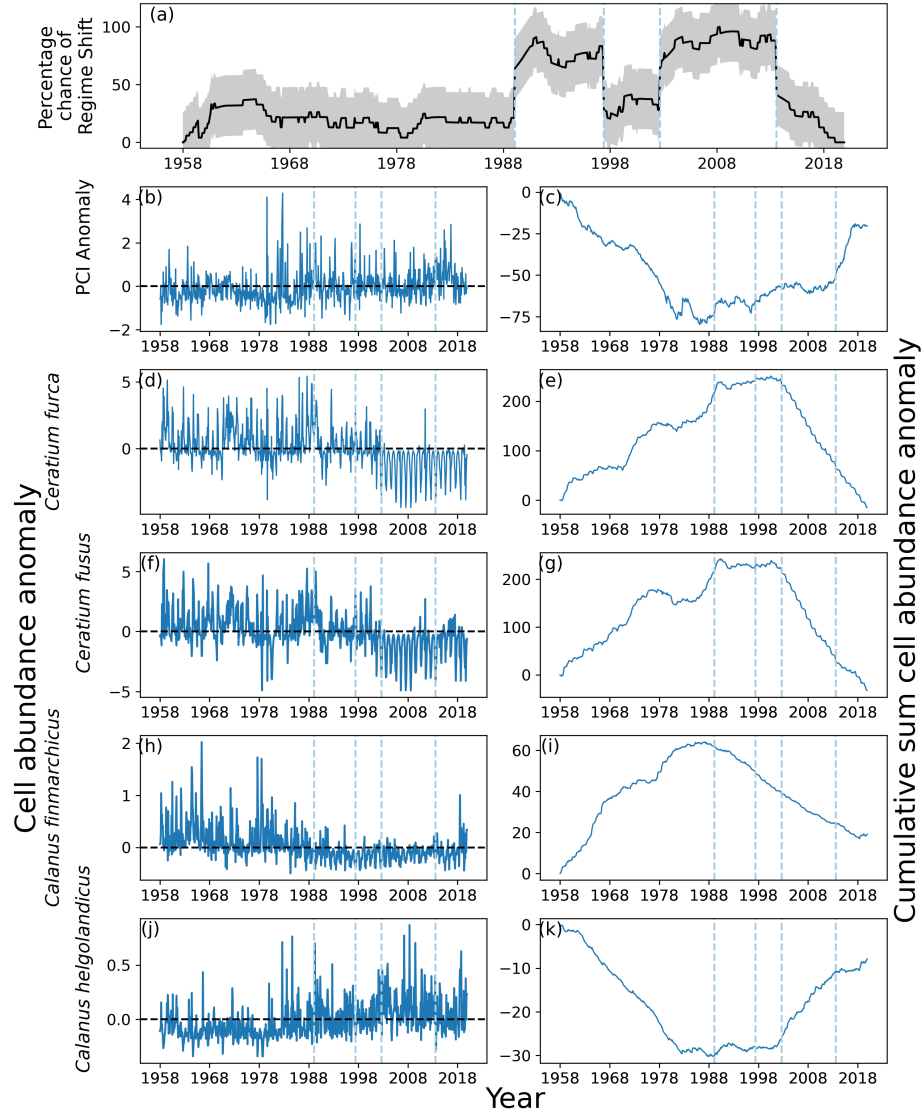 (a)
Percentage
chance of
Regime Shift
100
50
0
1958 1968 1978 1988 1998 2008 2018
(b)
PCI Anomaly
4
2
0
−2
1958 1968 1978 1988 1998 2008 2018
(c)
0
−25
−50
−75
1958 1968 1978 1988 1998 2008 2018
(d)
Ceratium furca
5
0
1958 1968 1978 1988 1998 2008 2018
(e)
200
100
0
1958 1968 1978 1988 1998 2008 2018
(f)
Ceratium fusus
5
0
−5
1958 1968 1978 1988 1998 2008 2018
(g)
200
100
0
1958 1968 1978 1988 1998 2008 2018
(h)
Calanus finmarchicus
2
1
0
1958 1968 1978 1988 1998 2008 2018
(i)
60
40
20
0
1958 1968 1978 1988 1998 2008 2018
(j)
Calanus helgolandicus
0.5
0.0
1958 1968 1978 1988 1998 2008 2018
(k)
0
−10
−20
−30
1958 1968 1978 1988 1998 2008 2018
Cell abundance anomaly
Cumulative sum cell abundance anomaly
Year